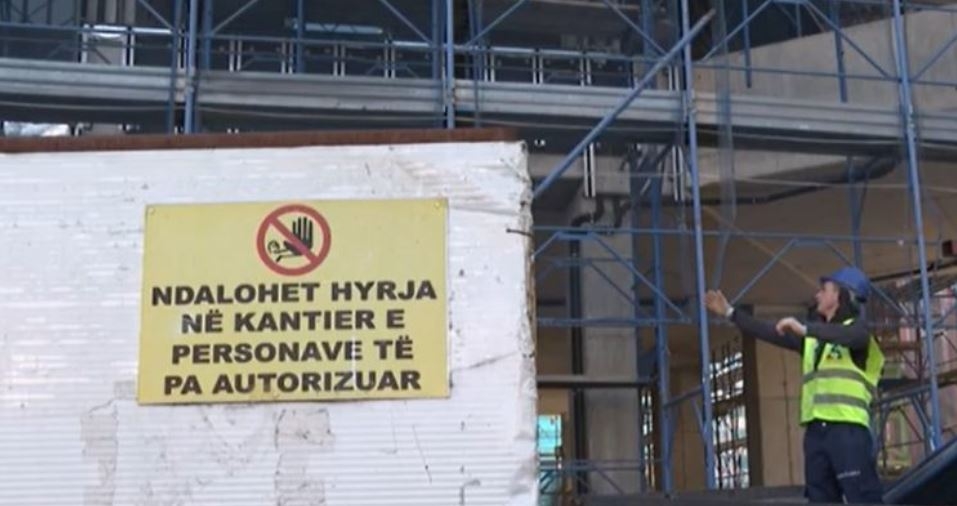 NDALOHET HYRJA
NË KANTIER E
PERSONAVE TË
PA AUTORIZUAR